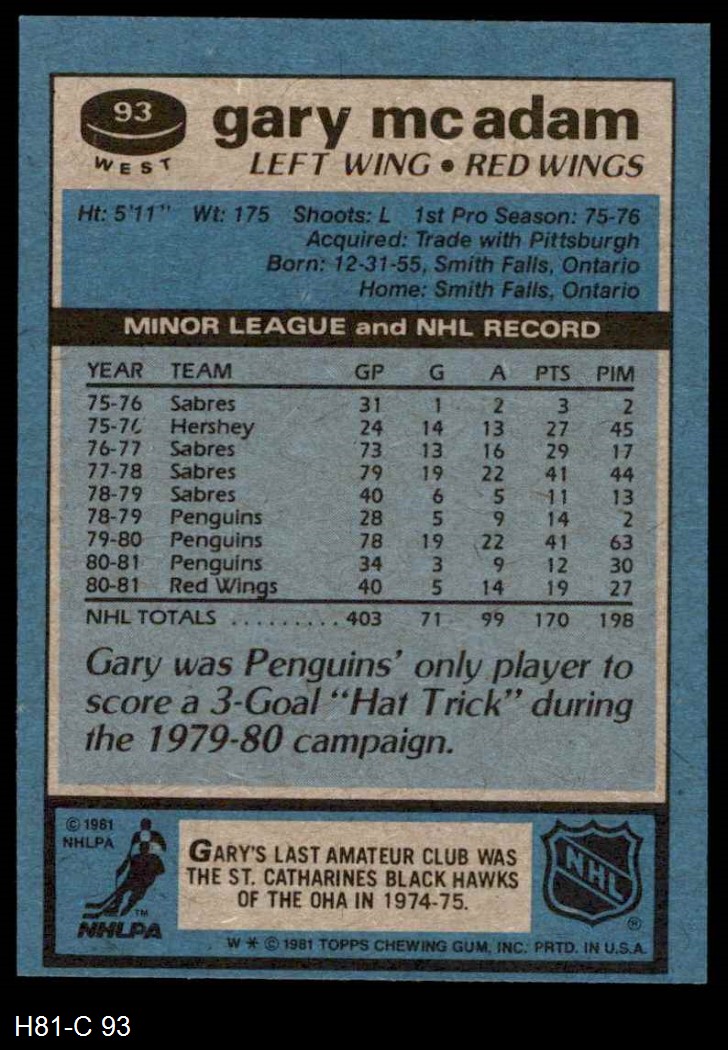 93
WEST
gary mc adam
LEFT WING • RED WINGS
Ht: 5'11" Wt: 175 Shoots: L 1st Pro Season: 75-76
Acquired: Trade with Pittsburgh
Born: 12-31-55, Smith Falls, Ontario
Home: Smith Falls, Ontario
MINOR LEAGUE and NHL RECORD
YEAR TEAM GP G A PTS PIM
75-76 Sabres 31 1 2 3 2
75-76 Hershey 24 14 13 27 45
76-77 Sabres 73 13 16 29 17
77-78 Sabres 79 19 22 41 44
78-79 Sabres 40 6 5 11 13
78-79 Penguins 28 5 9 14 2
79-80 Penguins 78 19 22 41 63
80-81 Penguins 34 3 9 12 30
80-81 Red Wings 40 5 14 19 27
NHL TOTALS ......... 403 71 99 170 198
Gary was Penguins' only player to
score a 3-Goal "Hat Trick" during
the 1979-80 campaign.
© 1981
NHLPA
TM
NHLPA
GARY'S LAST AMATEUR CLUB WAS
THE ST. CATHARINES BLACK HAWKS
OF THE OHA IN 1974-75.
NHL
®
W * © 1981 TOPPS CHEWING GUM, INC. PRTD. IN U.S.A.
H81-C 93